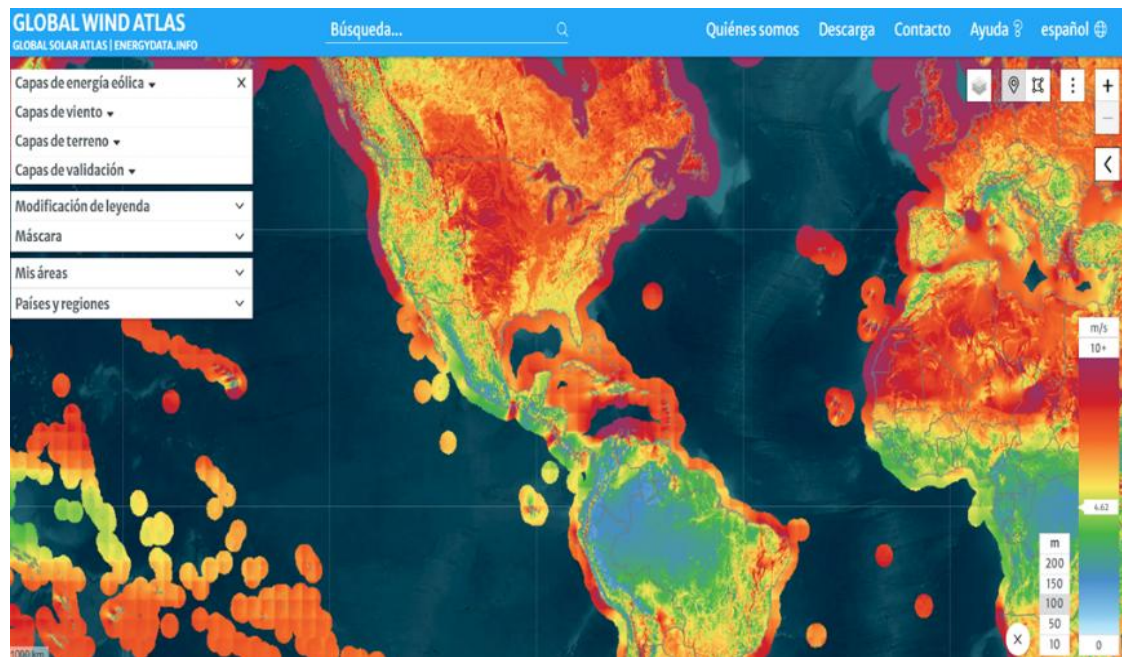 GLOBAL WIND ATLAS
GLOBAL SOLAR ATLAS | ENERGYDATA.INFO
Búsqueda...
Quiénes somos Descarga Contacto Ayuda español
Capas de energía eólica X
Capas de viento
Capas de terreno
Capas de validación
Modificación de leyenda
Máscara
Mis áreas
Países y regiones
+
−
m/s
10+
4.62
0
m
200
150
100
50
10
X
1000 km